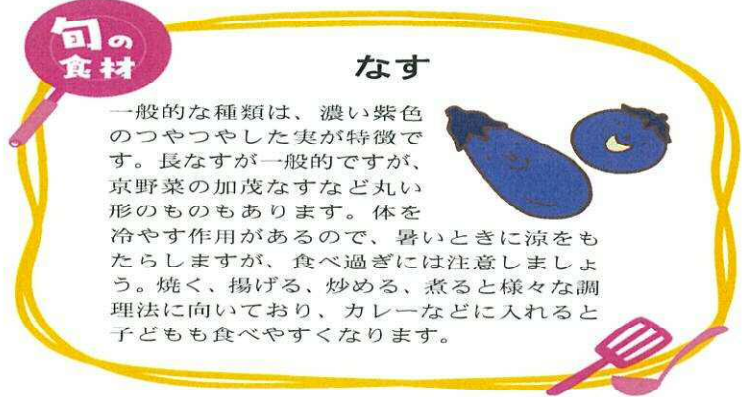 旬の
食材
なす
一般的な種類は、濃い紫色
のつやつやした実が特徴で
す。長なすが一般的ですが、
京野菜の加茂なすなど丸い
形のものもあります。体を
冷やす作用があるので、暑いときに涼をも
たらしますが、食べ過ぎには注意しましょ
う。焼く、揚げる、炒める、煮ると様々な調
理法に向いており、カレーなどに入れると
子どもも食べやすくなります。